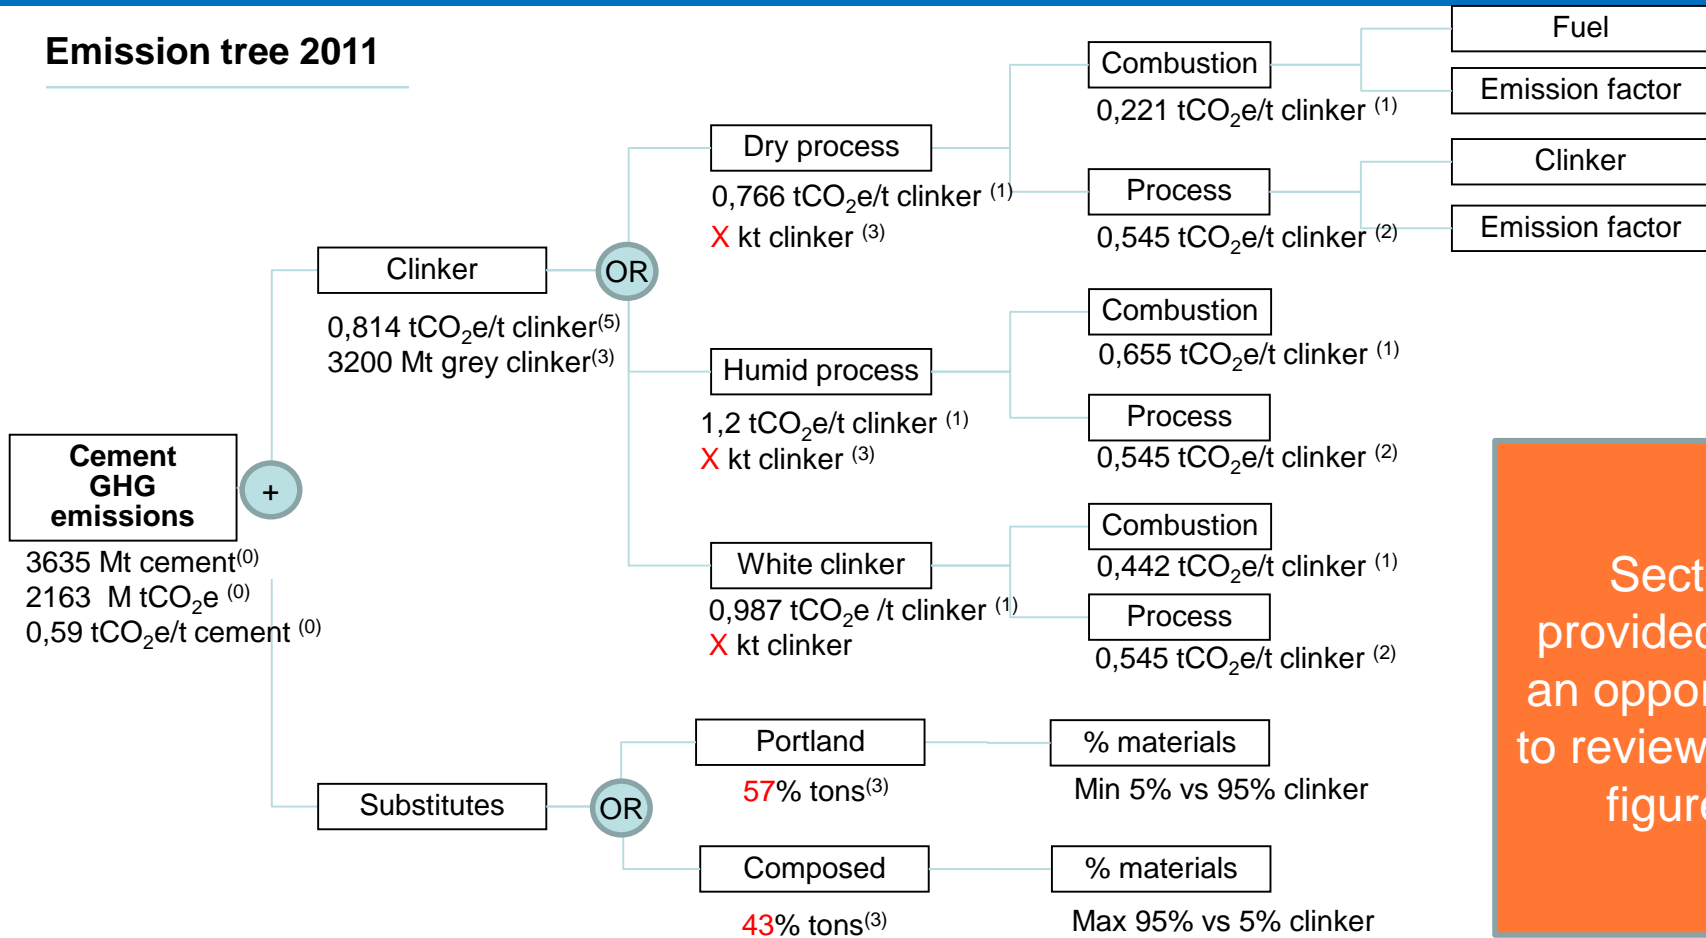 Emission tree 2011
Cement
GHG
emissions
3635 Mt cement(0)
2163 M tCO₂e (0)
0,59 tCO₂e/t cement (0)
+
Clinker
0,814 tCO₂e/t clinker(5)
3200 Mt grey clinker(3)
OR
Dry process
0,766 tCO₂e/t clinker (1)
X kt clinker (3)
Combustion
0,221 tCO₂e/t clinker (1)
Fuel
Emission factor
Process
0,545 tCO₂e/t clinker (2)
Clinker
Emission factor
Humid process
1,2 tCO₂e/t clinker (1)
X kt clinker (3)
Combustion
0,655 tCO₂e/t clinker (1)
Process
0,545 tCO₂e/t clinker (2)
White clinker
0,987 tCO₂e /t clinker (1)
X kt clinker
Combustion
0,442 tCO₂e/t clinker (1)
Process
0,545 tCO₂e/t clinker (2)
Substitutes
OR
Portland
57% tons(3)
% materials
Min 5% vs 95% clinker
Composed
43% tons(3)
% materials
Max 95% vs 5% clinker
provided
an
to review